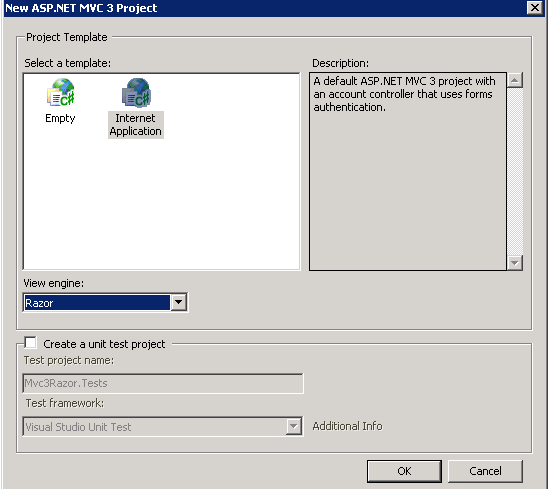 New ASP.NET MVC 3 Project
Project Template
Select a template:
Description:
Empty
Internet
Application
A default ASP.NET MVC 3 project with
an account controller that uses forms
authentication.
View engine:
Razor
Create a unit test project
Test project name:
Mvc3Razor.Tests
Test framework:
Visual Studio Unit Test
Additional Info
OK
Cancel